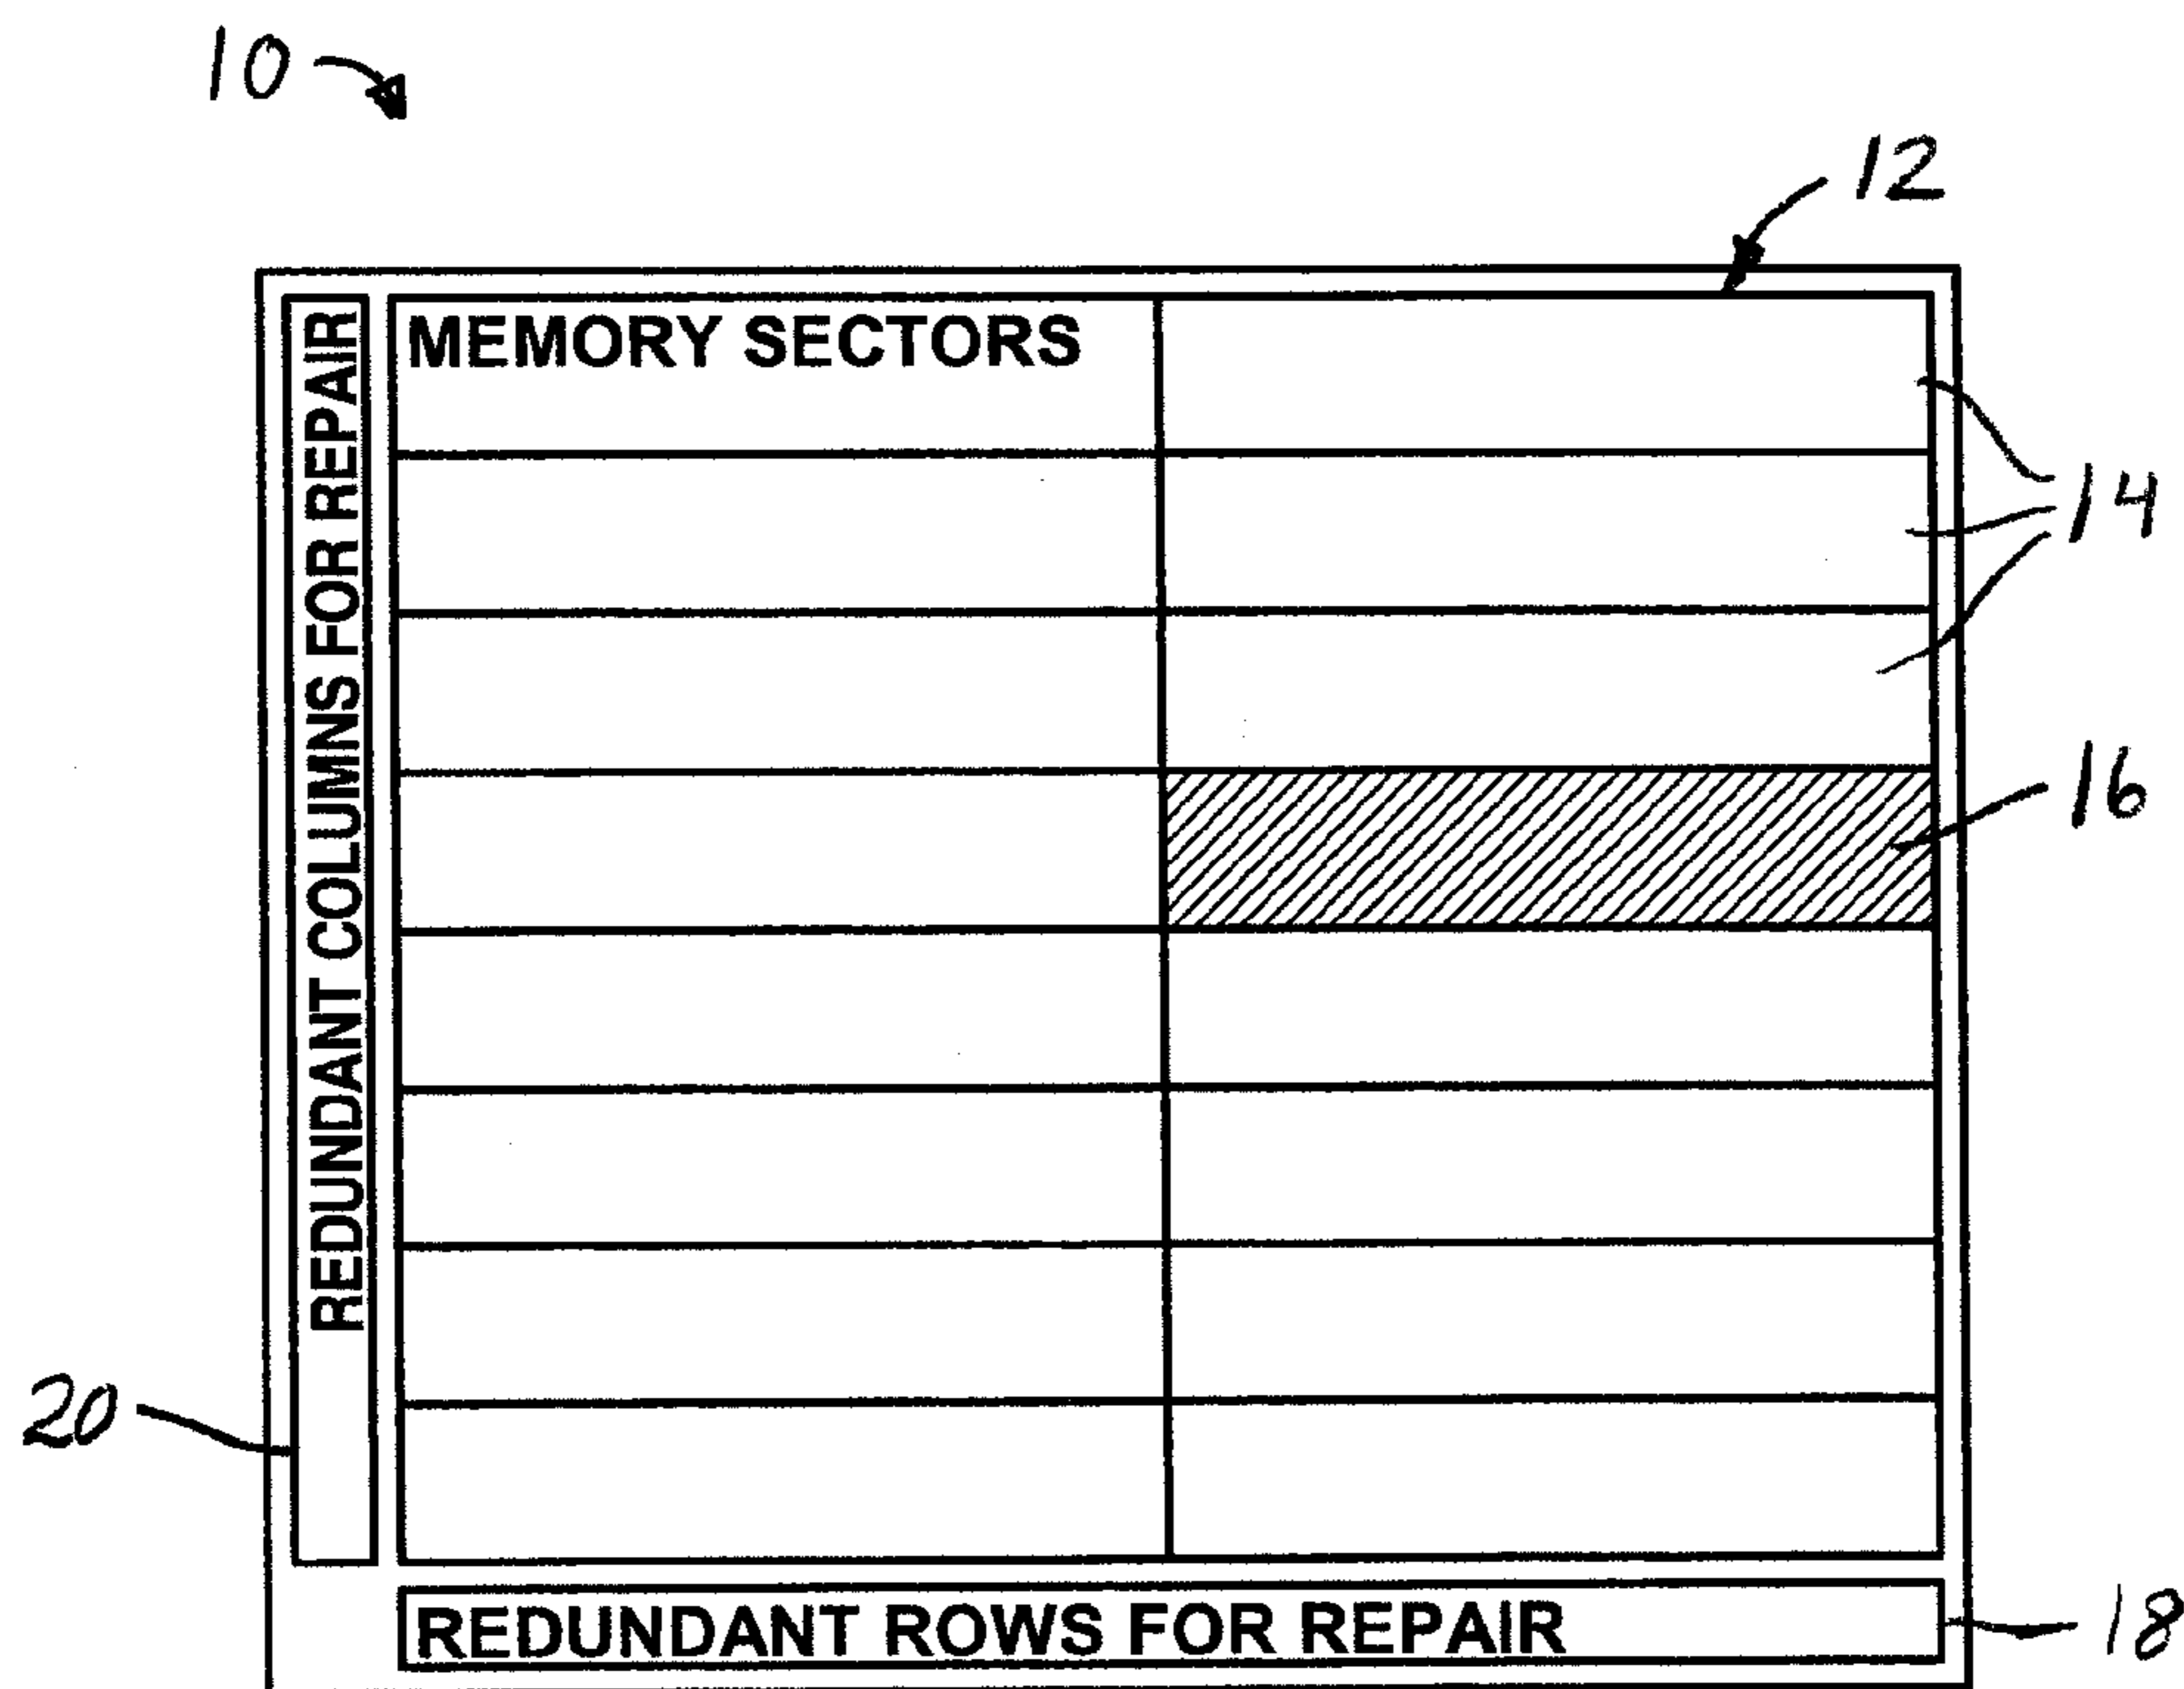 10
12
MEMORY SECTORS
REDUNDANT COLUMNS FOR REPAIR
14
16
20
REDUNDANT ROWS FOR REPAIR
18